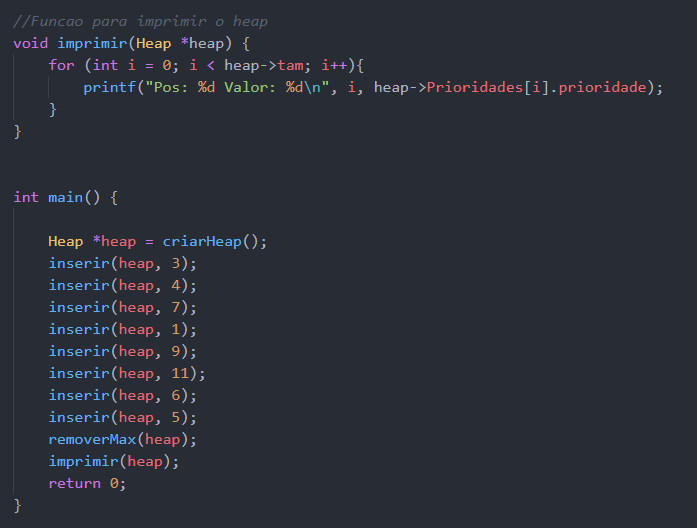 //Funcao para imprimir o heap
void imprimir(Heap *heap) {
    for (int i = 0; i < heap->tam; i++){
        printf("Pos: %d Valor: %d\n", i, heap->Prioridades[i].prioridade);
    }
}
int main() {
    Heap *heap = criarHeap();
    inserir(heap, 3);
    inserir(heap, 4);
    inserir(heap, 7);
    inserir(heap, 1);
    inserir(heap, 9);
    inserir(heap, 11);
    inserir(heap, 6);
    inserir(heap, 5);
    removerMax(heap);
    imprimir(heap);
    return 0;
}